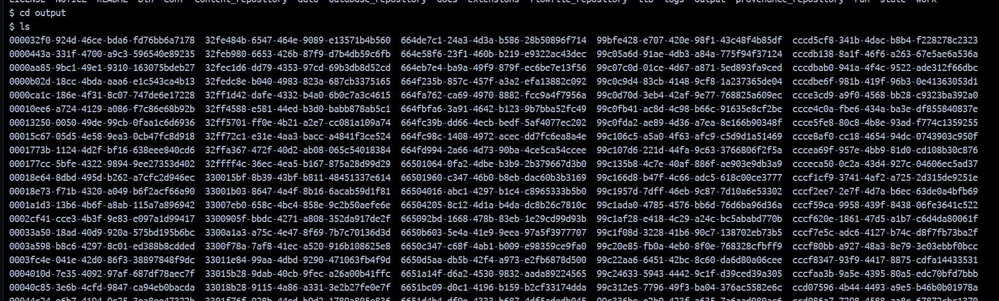 LICENSE NOTICE README bin conf content_repository data database_repository docs extensions flowfile_repository lib logs output provenance_repository run state work
$ cd output
$ ls
000032f0-924d-46ce-bda6-fd76bb6a7178 32fe484b-6547-464e-9089-e13571b4b560 664de7c1-24a3-4d3a-b586-28b50896f714 99bfe428-e707-420e-98f1-43c48f4b85df cccd5cf8-341b-4dac-b8b4-f228278c2323
0000443a-331f-4700-a9c3-596540e89235 32feb980-6653-426b-87f9-d7b4db59c6fb 664e58f6-23f1-460b-b219-e9322ac43dec 99c05a6d-91ae-4db3-a84a-775f94f37124 cccdb138-8a1f-46f6-a263-67e5ae6a536a
0000aa85-9bc1-49e1-9310-163075bdeb27 32fec1d6-dd79-4353-97cd-69b3db8d52cd 664eb7e4-ba9a-49f9-879f-ec6be7e13f56 99c07c0d-01ce-4d67-a871-5ed893fa9ced cccdbab0-941a-4f4c-9522-ade312f66dbc
0000b02d-18cc-4bda-aaa6-e1c543ca4b13 32fedc8e-b040-4983-823a-687cb3375165 664f235b-857c-457f-a3a2-efa13882c092 99c0c9d4-83cb-4148-9cf8-1a237365de04 cccdbe6f-981b-419f-96b3-0e41363053d1
0000ca1c-186e-4f31-8c07-747de6e17228 32ff1d42-dafe-4332-b4a0-6b0c7a3c4615 664fa762-ca69-4970-8882-fcc9a4f7956a 99c0d70d-3eb4-42af-9e77-768825a609ec ccce3cd9-a9f0-4568-bb28-c9323ba392a0
00010ee6-a724-4129-a086-f7c86e68b92b 32ff4588-e581-44ed-b3d0-babb878ab5c1 664fbfa6-3a91-4642-b123-9b7bba52fc49 99c0fb41-ac8d-4c98-b66c-91635e8cf2be ccce4c0a-fbe6-434a-ba3e-df855840837e
00013250-0050-49de-99cb-0faa1c6d6936 32ff5701-ff0e-4b21-a2e7-cc081a109a74 664fc39b-dd66-4ecb-bedf-5af4077ec202 99c0fda2-ae89-4d36-a7ea-8e166b90348f ccce5fe8-80c8-4b8e-93ad-f774c1359255
00015c67-05d5-4e58-9ea3-0cb47fc8d918 32ff72c1-e31e-4aa3-bacc-a4841f3ce524 664fc98c-1408-4972-acec-dd7fc6ea8a4e 99c106c5-a5a0-4f63-afc9-c5d9d1a51469 ccce8af0-cc18-4654-94dc-0743903c950f
0001773b-1124-4d2f-bf16-638eee840cd6 32ffa367-472f-40d2-ab08-065c54018384 664fd994-2a66-4d73-90ba-4ce5ca54ccee 99c107d6-221d-44fa-9c63-3766806f2f5a cccea69f-957e-4bb9-81d0-cd108b30c876
000177cc-5bfe-4322-9894-9ee27353d402 32ffff4c-36ec-4ea5-b167-875a28d99d29 66501064-0fa2-4dbe-b3b9-2b379667d3b0 99c135b8-4c7e-40af-886f-ae903e9db3a9 ccceca50-0c2a-43d4-927c-04606ec5ad37
00018e64-8dbd-495d-b262-a7cfc2d946ec 330015bf-8b39-43bf-b811-48451337e614 66501960-c347-46b0-b8eb-dac60b3b3169 99c166d8-b47f-4c66-adc5-618c00ce3777 cccf1cf9-3741-4af2-a725-2d315de9251e
00018e73-f71b-4320-a049-b6f2acf66a90 33001b03-8647-4a4f-8b16-6acab59d1f81 66504016-abc1-4297-b1c4-c8965333b5b0 99c1957d-7dff-46eb-9c87-7d10a6e53302 cccf2ee7-2e7f-4d7a-b6ec-63de0a4bfb69
0001a1d3-13b6-4b6f-a8ab-115a7a896942 33007eb0-658c-4bc4-858e-9c2b50aefe6e 66504205-8c12-4d1a-b4da-dc8b26c7810c 99c1ada0-4785-4576-bb6d-76d6ba96d36a cccf59ca-9958-439f-8438-06fe3641c522
0002cf41-cce3-4b3f-9e83-e097a1d99417 3300905f-bbdc-4271-a808-352da917de2f 665092bd-1668-478b-83eb-1e29cd99d93b 99c1af28-e418-4c29-a24c-bc5ababd770b cccf620e-1861-47d5-a1b7-c6d4da80061f
00033a50-18ad-40d9-920a-575bd195b6bc 3300a1a3-a75c-4e47-8f69-7b7c70136d3d 6650b603-5e4a-41e9-9eea-97a5f3977707 99c1f08d-3228-41b6-90c7-138702eb73b5 cccf7e5c-adc6-4127-b74c-d8f7fb73ba2f
0003a598-b8c6-4297-8c01-ed388b8cdded 3300f78a-7af8-41ec-a520-916b108625e8 6650c347-c68f-4ab1-b009-e98359ce9fa0 99c20e85-fb0a-4eb0-8f0e-768328cfbff9 cccf80bb-a927-48a3-8e79-3e03ebbf0bcc
0003fc4e-041e-42d0-86f3-38897848f9dc 33011e84-99aa-4dbd-9290-471063fb4f9d 6650d5aa-db5b-42f4-a973-e2fb6878d500 99c22aa6-6451-42bc-8c60-da6d80a06cee cccf8347-93f9-4417-8875-cdfa14433531
0004010d-7e35-4092-97af-687df78aec7f 33015b28-9dab-40cb-9fec-a26a00b41ffc 6651a14f-d6a2-4530-9832-aada89224565 99c24633-5943-4442-9c1f-d39ced39a305 cccfaa3b-9a5e-4395-80a5-edc70bfd7bbb
00040c85-3e6b-4cfd-9847-ca94eb0bacda 33018b28-9115-4a86-a331-3e2b27fe0e7f 6651bc09-d0c1-4196-b159-b2cf33174dda 99c312e5-7796-49f3-ba04-376ac5582e6c ccd07596-4b44-4493-a9e5-b46b0b01978a